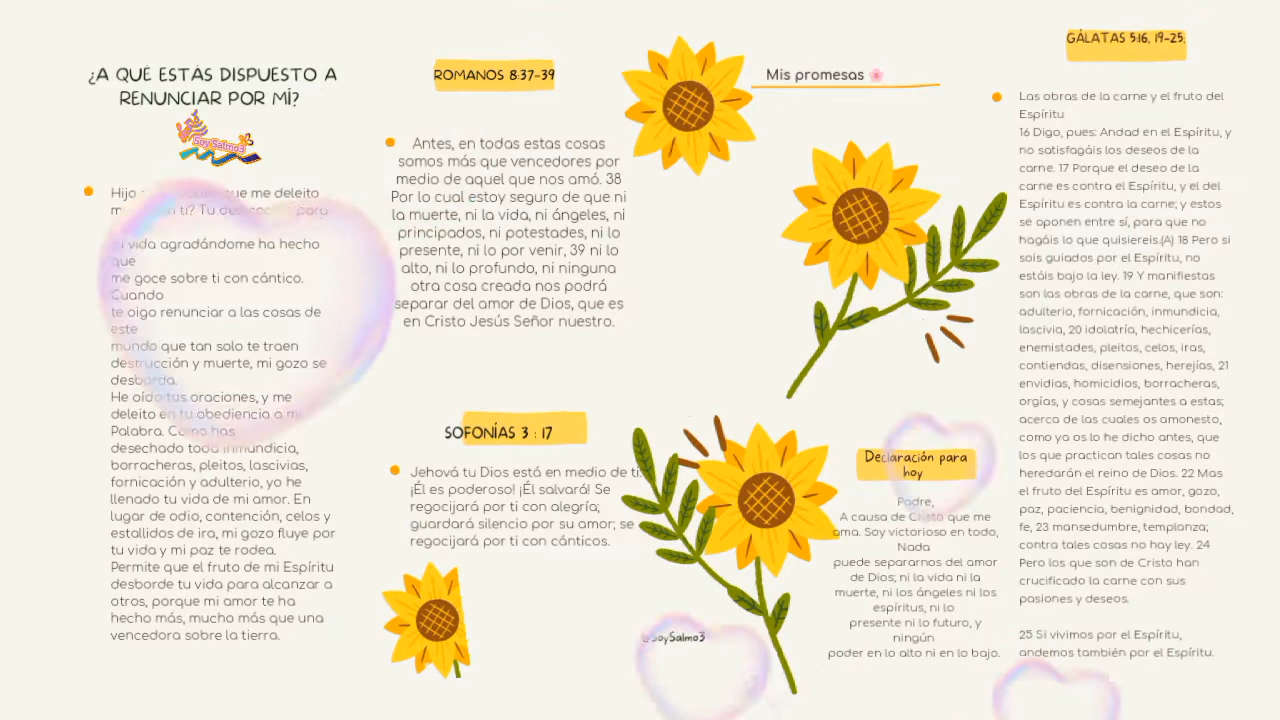 ¿A QUÉ ESTÁS DISPUESTO A
RENUNCIAR POR MÍ?
SoySalmo3
Hijo que me deleito
ti? Tu para
vida agradándome ha hecho
que
me goce sobre ti con cántico.
Cuando
te oigo renunciar a las cosas de
este
mundo que tan solo te traen
destrucción y muerte, mi gozo se
desborda.
He oído tus oraciones, y me
deleito en tu obediencia a mi
Palabra. Como has
desechado toda inmundicia,
borracheras, pleitos, lascivias,
fornicación y adulterio, yo he
llenado tu vida de mi amor. En
lugar de odio, contención, celos y
estallidos de ira, mi gozo fluye por
tu vida y mi paz te rodea.
Permite que el fruto de mi Espíritu
desborde tu vida para alcanzar a
otros, porque mi amor te ha
hecho más, mucho más que una
vencedora sobre la tierra.
ROMANOS 8:37-39
Antes, en todas estas cosas
somos más que vencedores por
medio de aquel que nos amó. 38
Por lo cual estoy seguro de que ni
la muerte, ni la vida, ni ángeles, ni
principados, ni potestades, ni lo
presente, ni lo por venir, 39 ni lo
alto, ni lo profundo, ni ninguna
otra cosa creada nos podrá
separar del amor de Dios, que es
en Cristo Jesús Señor nuestro.
SOFONÍAS 3 : 17
Jehová tu Dios está en medio de ti.
¡Él es poderoso! ¡Él salvará! Se
regocijará por ti con alegría;
guardará silencio por su amor; se
regocijará por ti con cánticos.
Mis promesas 🌸
@SoySalmo3
Declaración para
hoy
Padre,
A causa de Cristo que me
ama. Soy victorioso en todo,
Nada
puede separarnos del amor
de Dios; ni la vida ni la
muerte, ni los ángeles ni los
espíritus, ni lo
presente ni lo futuro, y
ningún
poder en lo alto ni en lo bajo.
GÁLATAS 5:16, 19-25.
Las obras de la carne y el fruto del
Espíritu
16 Digo, pues: Andad en el Espíritu, y
no satisfagáis los deseos de la
carne. 17 Porque el deseo de la
carne es contra el Espíritu, y el del
Espíritu es contra la carne; y estos
se oponen entre sí, para que no
hagáis lo que quisiereis.(A) 18 Pero si
sois guiados por el Espíritu, no
estáis bajo la ley. 19 Y manifiestas
son las obras de la carne, que son:
adulterio, fornicación, inmundicia,
lascivia, 20 idolatría, hechicerías,
enemistades, pleitos, celos, iras,
contiendas, disensiones, herejías, 21
envidias, homicidios, borracheras,
orgías, y cosas semejantes a estas;
acerca de las cuales os amonesto,
como ya os lo he dicho antes, que
los que practican tales cosas no
heredarán el reino de Dios. 22 Mas
el fruto del Espíritu es amor, gozo,
paz, paciencia, benignidad, bondad,
fe, 23 mansedumbre, templanza;
contra tales cosas no hay ley. 24
Pero los que son de Cristo han
crucificado la carne con sus
pasiones y deseos.
25 Si vivimos por el Espíritu,
andemos también por el Espíritu.